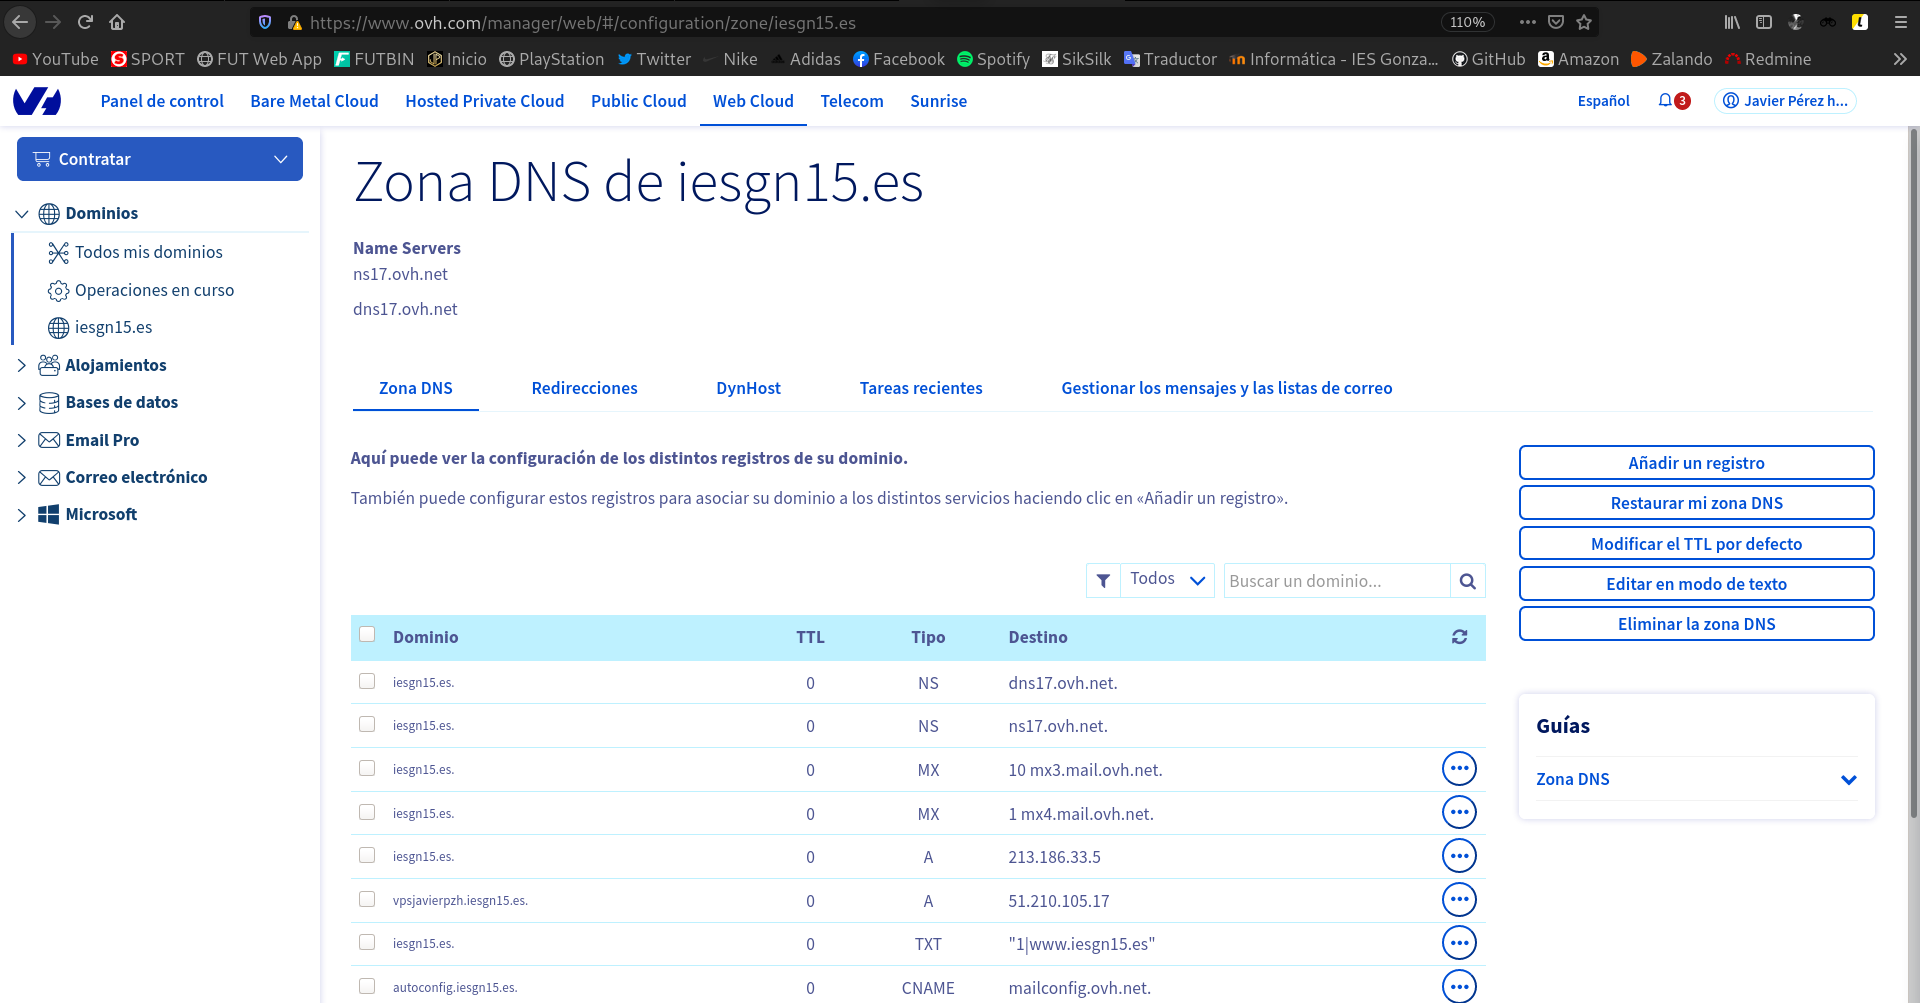 https://www.ovh.com/manager/web/#/configuration/zone/iesgn15.es
110%
YouTube SPORT FUT Web App FUTBIN Inicio PlayStation Twitter Nike Adidas Facebook Spotify SikSilk Traductor Informática - IES Gonza... GitHub Amazon Zalando Redmine
Panel de control Bare Metal Cloud Hosted Private Cloud Public Cloud Web Cloud Telecom Sunrise Español 3 Javier Pérez h...
Contratar
Dominios
Todos mis dominios
Operaciones en curso
iesgn15.es
Alojamientos
Bases de datos
Email Pro
Correo electrónico
Microsoft
Zona DNS de iesgn15.es
Name Servers
ns17.ovh.net
dns17.ovh.net
Zona DNS Redirecciones DynHost Tareas recientes Gestionar los mensajes y las listas de correo
Aquí puede ver la configuración de los distintos registros de su dominio.
También puede configurar estos registros para asociar su dominio a los distintos servicios haciendo clic en «Añadir un registro».
Todos Buscar un dominio...
Dominio TTL Tipo Destino
iesgn15.es. 0 NS dns17.ovh.net.
iesgn15.es. 0 NS ns17.ovh.net.
iesgn15.es. 0 MX 10 mx3.mail.ovh.net.
iesgn15.es. 0 MX 1 mx4.mail.ovh.net.
iesgn15.es. 0 A 213.186.33.5
vpsjavierpzh.iesgn15.es. 0 A 51.210.105.17
iesgn15.es. 0 TXT "1|www.iesgn15.es"
autoconfig.iesgn15.es. 0 CNAME mailconfig.ovh.net.
Añadir un registro
Restaurar mi zona DNS
Modificar el TTL por defecto
Editar en modo de texto
Eliminar la zona DNS
Guías
Zona DNS